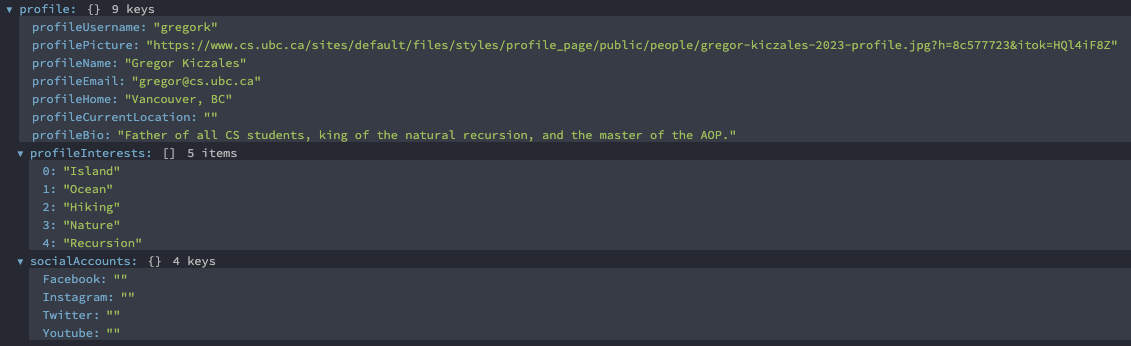 ▼ profile: {} 9 keys
profileUsername: "gregork"
profilePicture: "https://www.cs.ubc.ca/sites/default/files/styles/profile_page/public/people/gregor-kiczales-2023-profile.jpg?h=8c577723&itok=HQl4iF8Z"
profileName: "Gregor Kiczales"
profileEmail: "gregor@cs.ubc.ca"
profileHome: "Vancouver, BC"
profileCurrentLocation: ""
profileBio: "Father of all CS students, king of the natural recursion, and the master of the AOP."
▼ profileInterests: [] 5 items
0: "Island"
1: "Ocean"
2: "Hiking"
3: "Nature"
4: "Recursion"
▼ socialAccounts: {} 4 keys
Facebook: ""
Instagram: ""
Twitter: ""
Youtube: ""